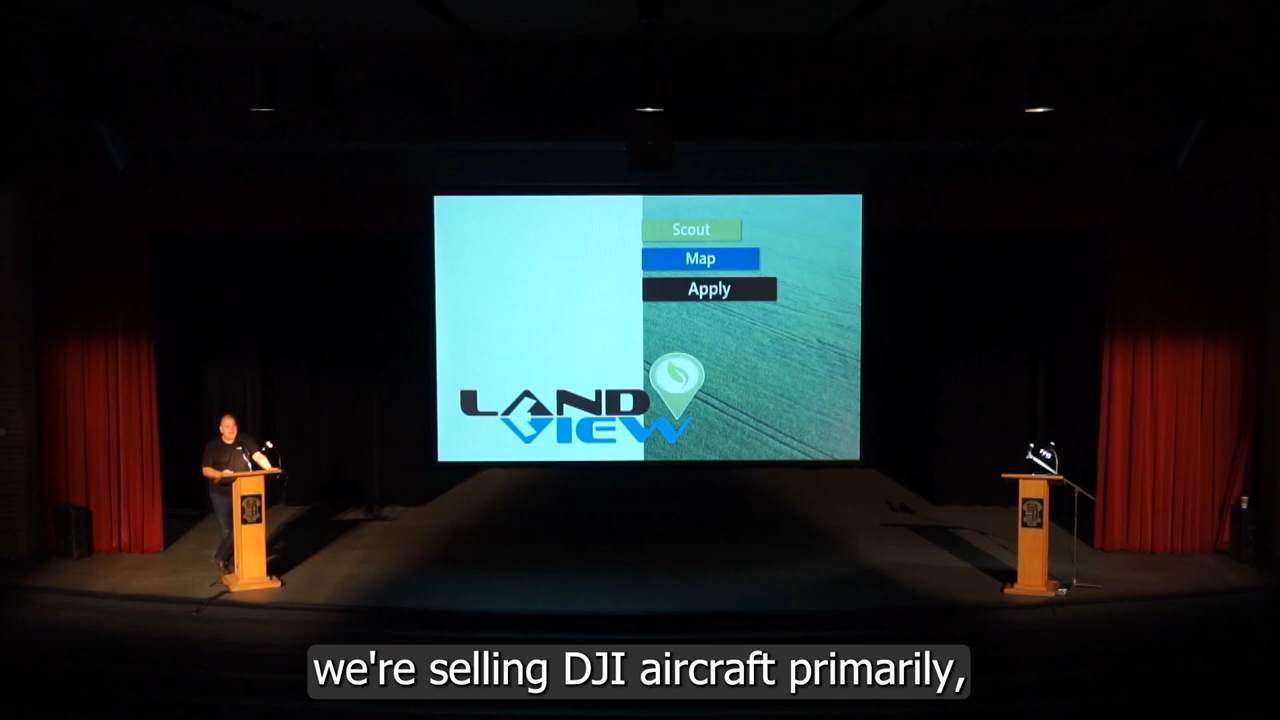 Scout
Map
Apply
LAND
VIEW
we're selling DJI aircraft primarily,